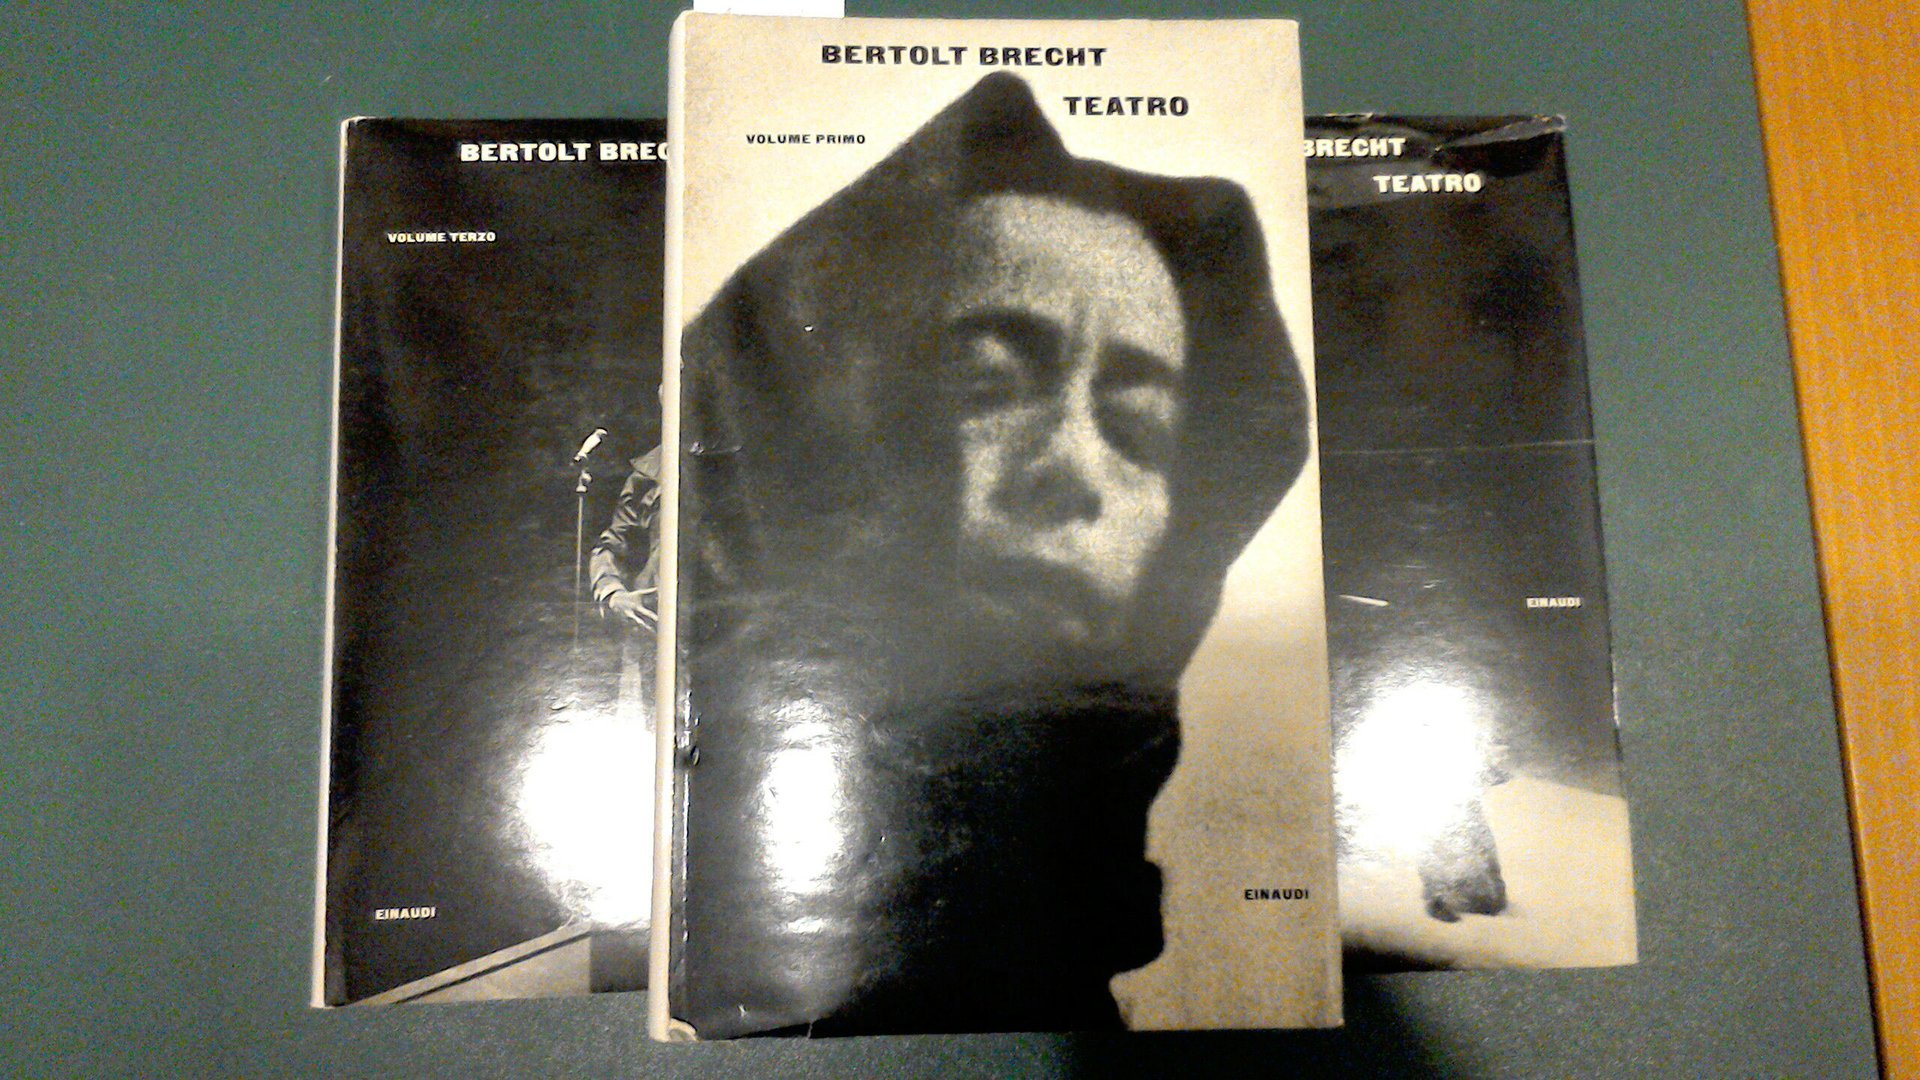 BERTOLT BRECHT
TEATRO
VOLUME PRIMO
EINAUDI
BERTOLT BREC
VOLUME TERZO
EINAUDI
BRECHT
TEATRO
EINAUDI